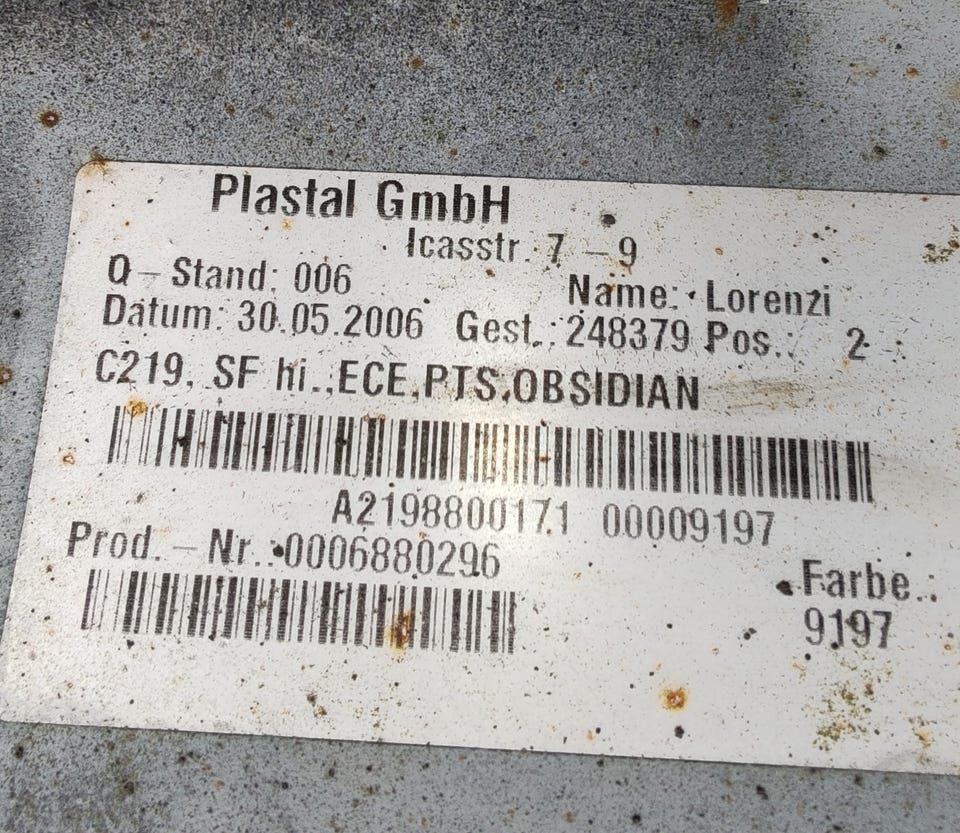 Plastal GmbH
Icasstr. 7 - 9
Q - Stand: 006 Name: Lorenzi
Datum: 30.05.2006 Gest.: 248379 Pos.: 2
C219, SF hi.,ECE,PTS,OBSIDIAN
A2198800171 00009197
Prod. - Nr.:0006880296
Farbe.:
9197